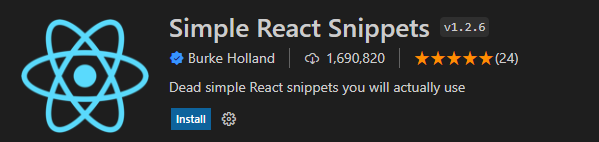 Simple React Snippets v1.2.6
Burke Holland 1,690,820 (24)
Dead simple React snippets you will actually use
Install